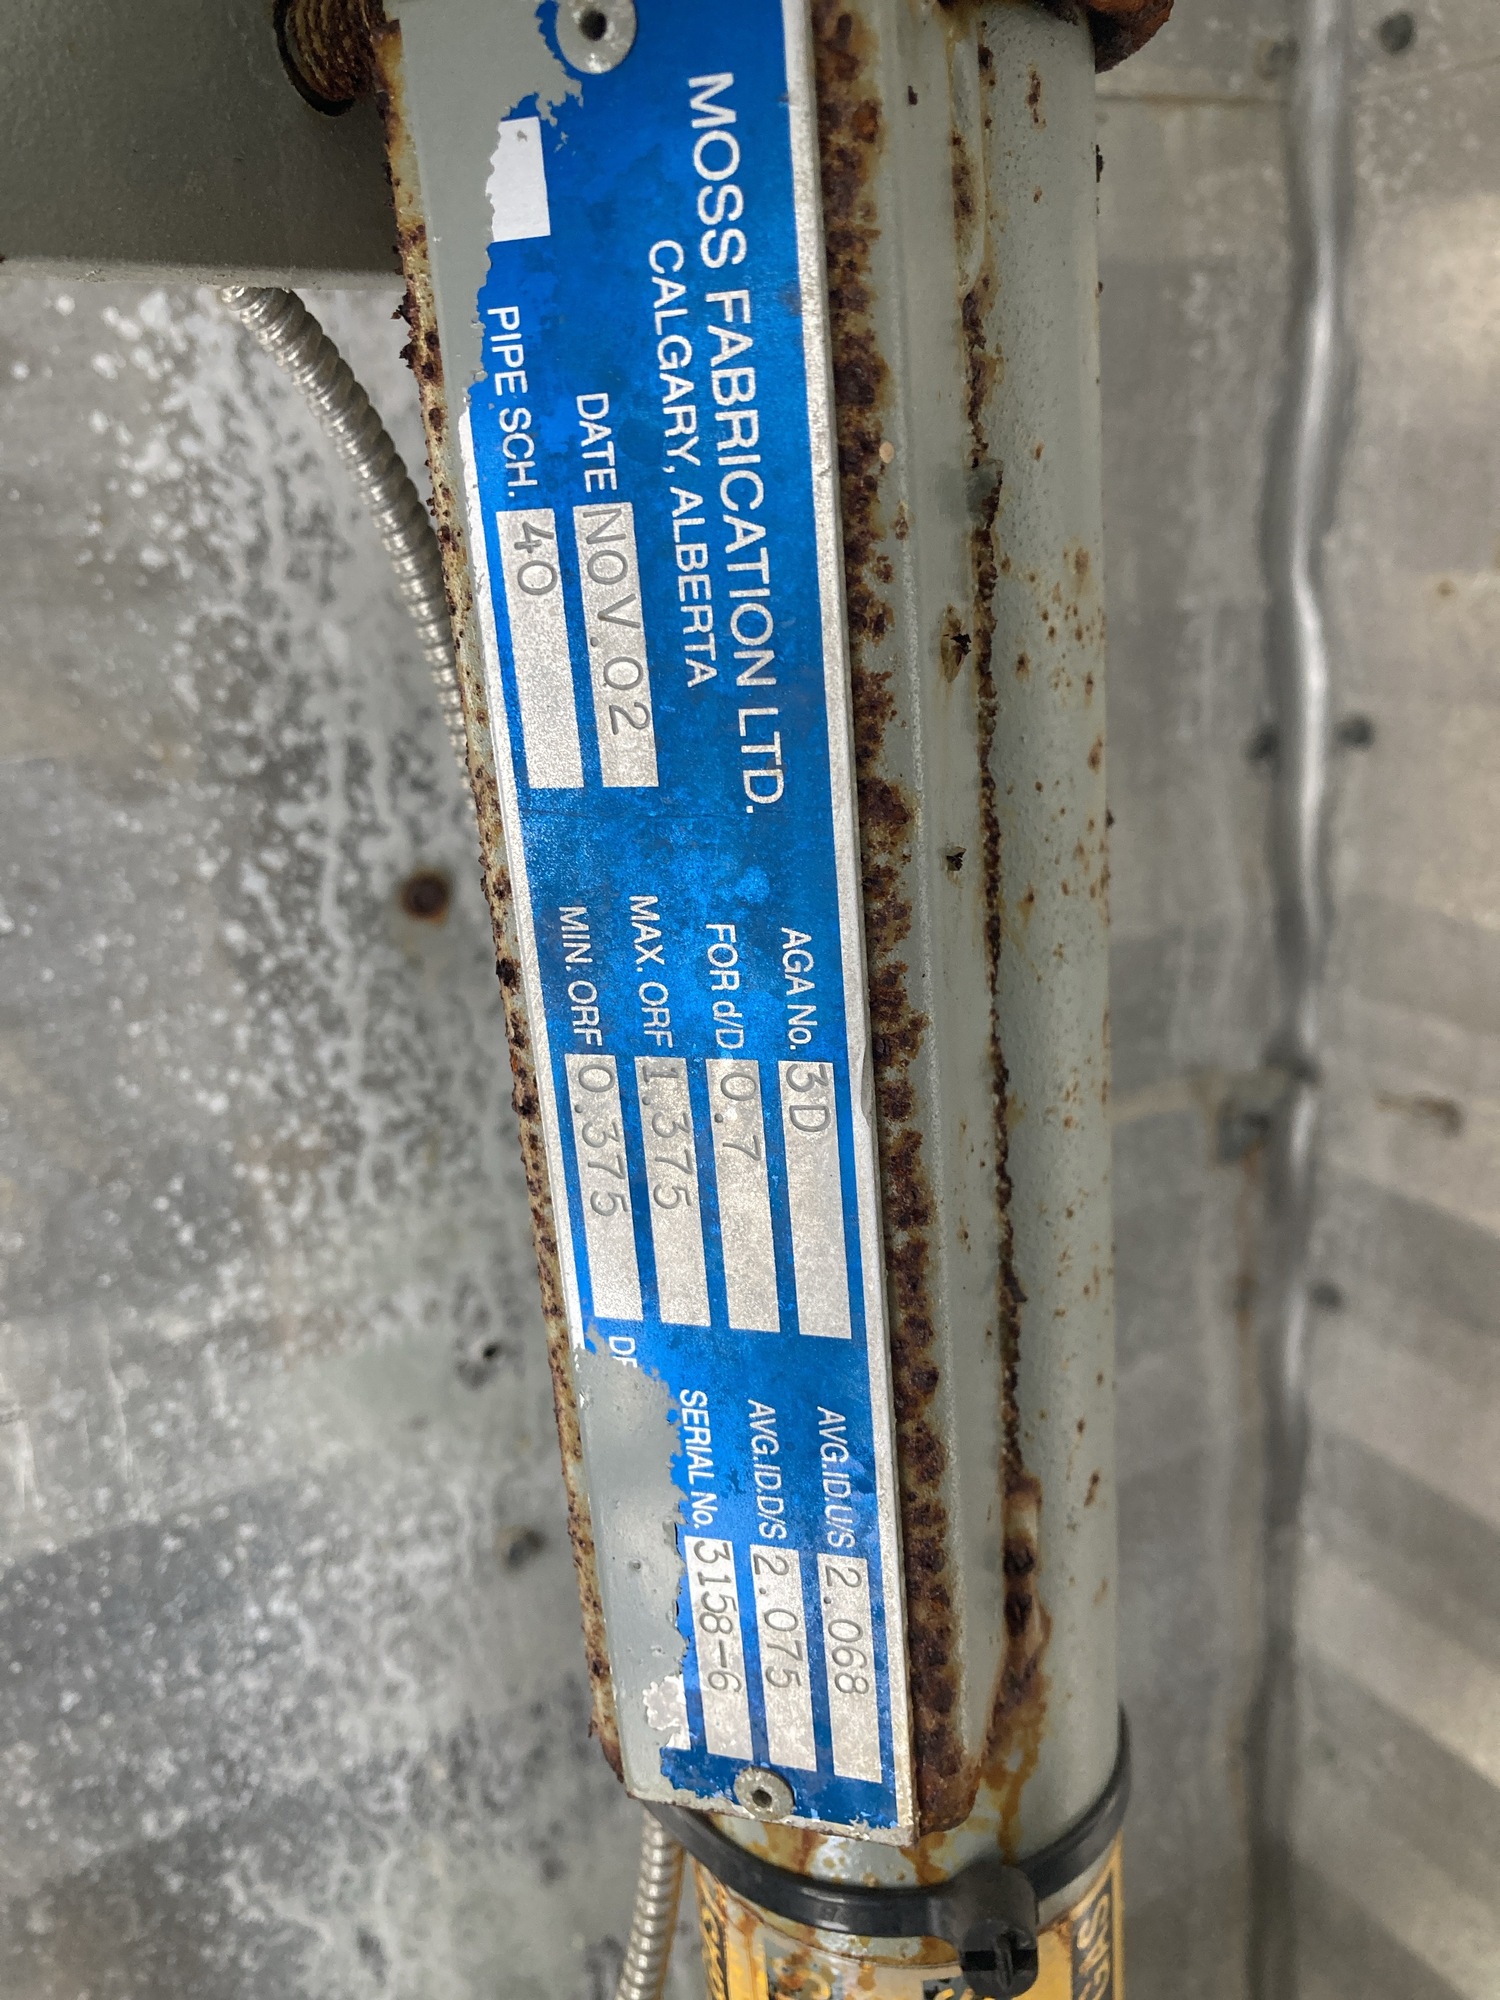 MOSS FABRICATION LTD.
CALGARY, ALBERTA
DATE NOV.02
PIPE SCH. 40
AGA No. 3D
FOR d/D 0.7
MAX. ORF 1.375
MIN. ORF 0.375
AVG.ID.U/S 2.068
AVG.ID.D/S 2.075
SERIAL No. 3158-6